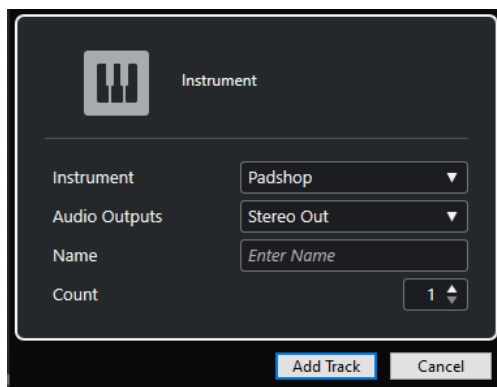 Instrument
Instrument Padshop
Audio Outputs Stereo Out
Name Enter Name
Count 1
Add Track Cancel